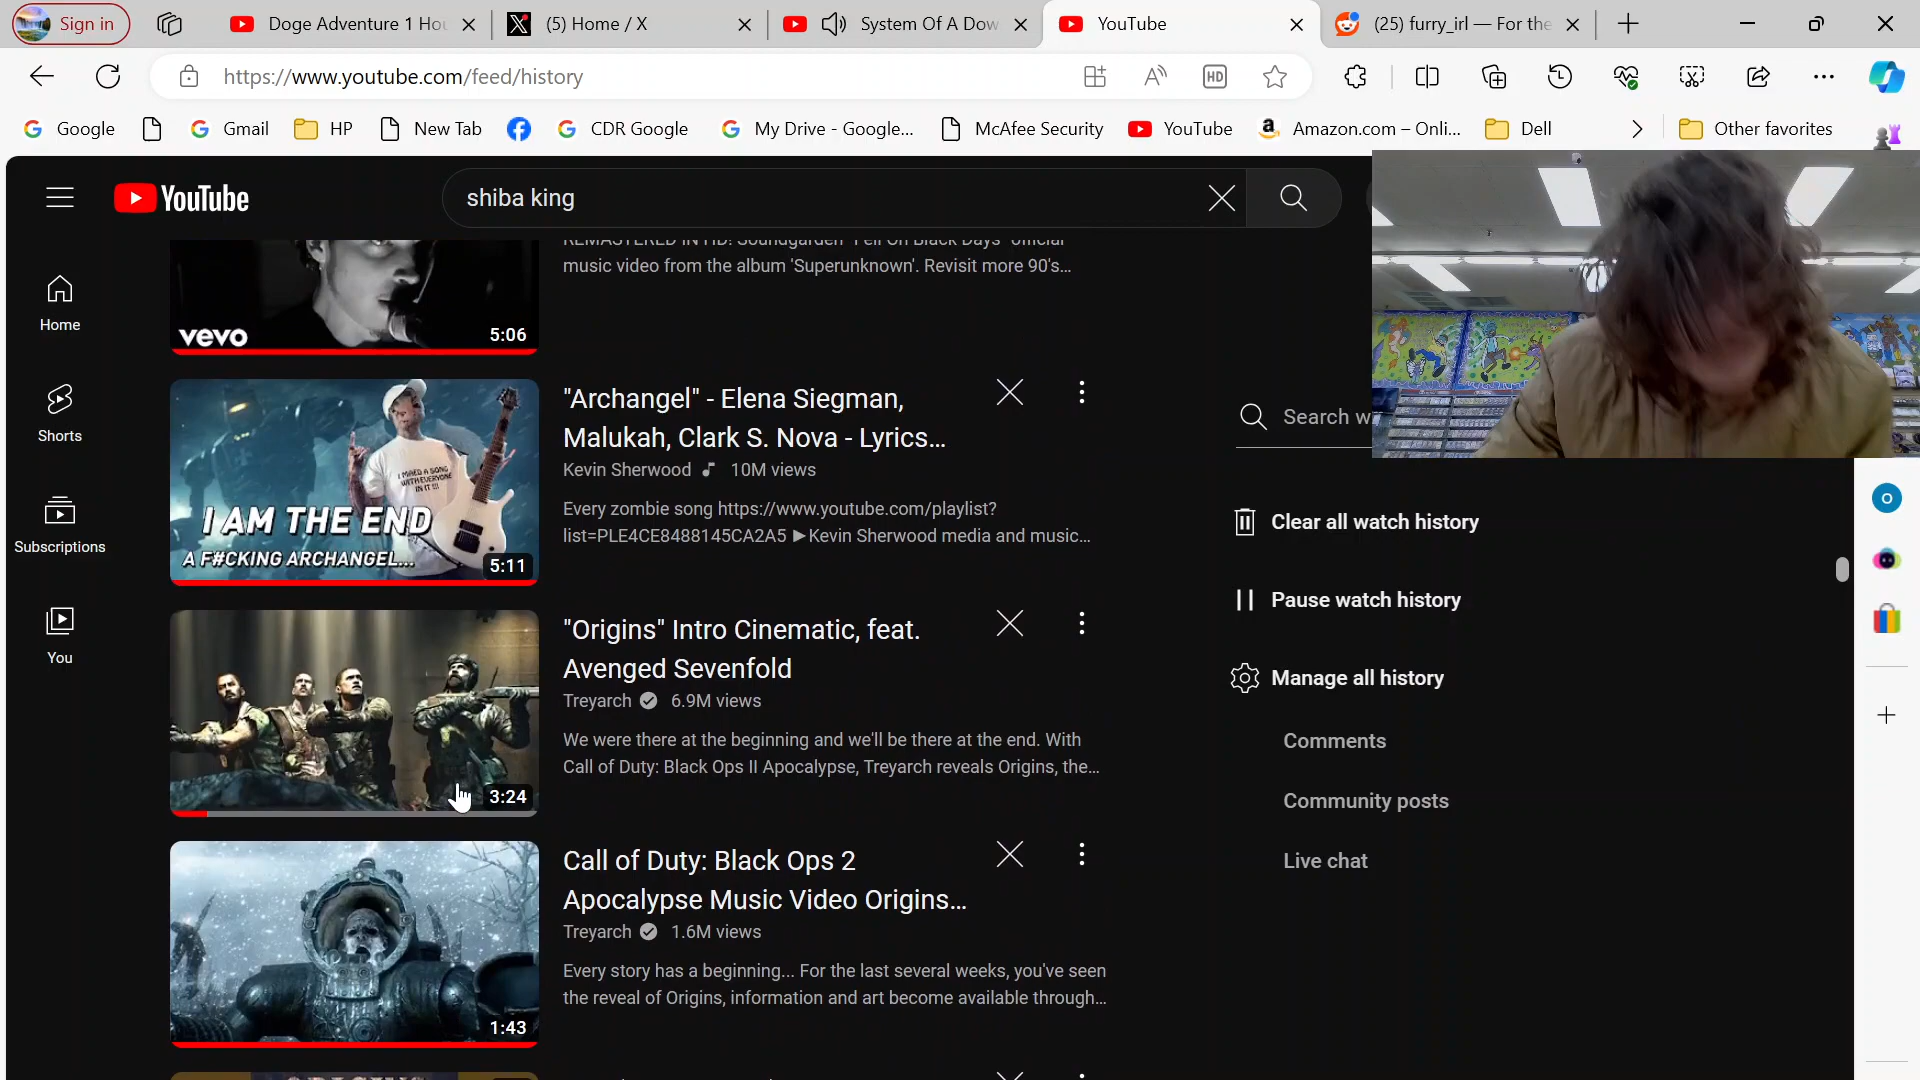 Sign in
Doge Adventure 1 Hou
(5) Home / X
System Of A Dow
YouTube
(25) furry_irl — For the
https://www.youtube.com/feed/history
HD
Google
Gmail
HP
New Tab
CDR Google
My Drive - Google...
McAfee Security
YouTube
Amazon.com – Onli...
Dell
Other favorites
YouTube
shiba king
Home
Shorts
Subscriptions
You
music video from the album 'Superunknown'. Revisit more 90's...
vevo
5:06
"Archangel" - Elena Siegman,
Malukah, Clark S. Nova - Lyrics...
Kevin Sherwood 10M views
Every zombie song https://www.youtube.com/playlist?
list=PLE4CE8488145CA2A5 ►Kevin Sherwood media and music...
I MADE A SONG
WITH EVERYONE
IN IT !!!
I AM THE END
A F#CKING ARCHANGEL...
5:11
"Origins" Intro Cinematic, feat.
Avenged Sevenfold
Treyarch 6.9M views
We were there at the beginning and we'll be there at the end. With
Call of Duty: Black Ops II Apocalypse, Treyarch reveals Origins, the...
3:24
Call of Duty: Black Ops 2
Apocalypse Music Video Origins...
Treyarch 1.6M views
Every story has a beginning... For the last several weeks, you've seen
the reveal of Origins, information and art become available through...
1:43
Search w
Clear all watch history
Pause watch history
Manage all history
Comments
Community posts
Live chat